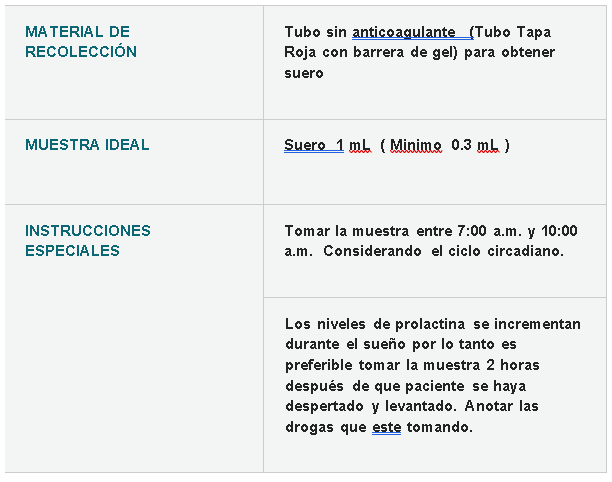 MATERIAL DE
RECOLECCIÓN
Tubo sin anticoagulante (Tubo Tapa
Roja con barrera de gel) para obtener
suero
MUESTRA IDEAL
Suero 1 mL ( Minimo 0.3 mL )
INSTRUCCIONES
ESPECIALES
Tomar la muestra entre 7:00 a.m. y 10:00
a.m. Considerando el ciclo circadiano.
Los niveles de prolactina se incrementan
durante el sueño por lo tanto es
preferible tomar la muestra 2 horas
después de que paciente se haya
despertado y levantado. Anotar las
drogas que este tomando.